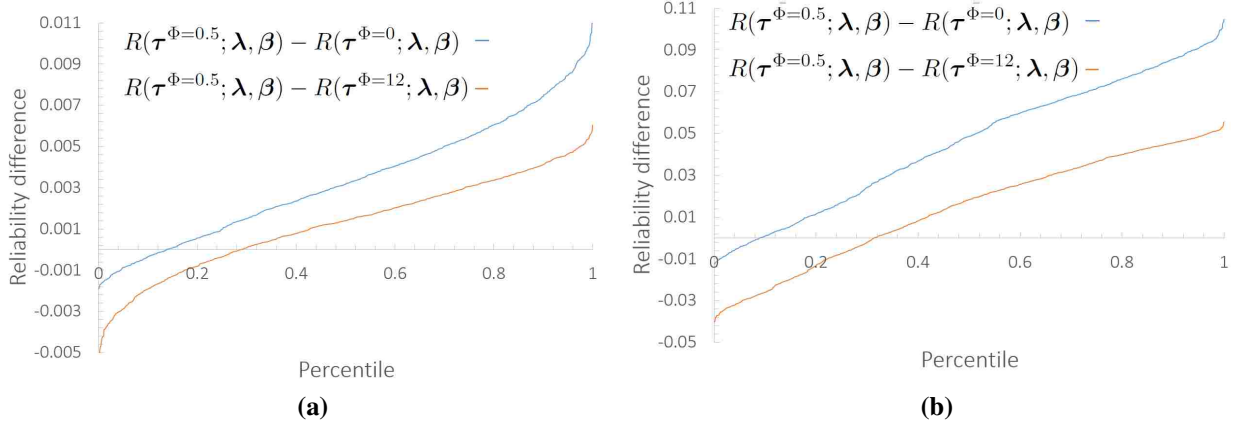 0.011
0.009
0.007
0.005
0.003
0.001
-0.001
-0.003
-0.005
Reliability difference
R(τ^{Φ=0.5}; λ, β) − R(τ^{Φ=0}; λ, β)
R(τ^{Φ=0.5}; λ, β) − R(τ^{Φ=12}; λ, β)
0 0.2 0.4 0.6 0.8 1
Percentile
(a)
0.11
0.09
0.07
0.05
0.03
0.01
-0.01
-0.03
-0.05
Reliability difference
R(τ^{Φ=0.5}; λ, β) − R(τ^{Φ=0}; λ, β)
R(τ^{Φ=0.5}; λ, β) − R(τ^{Φ=12}; λ, β)
0 0.2 0.4 0.6 0.8 1
Percentile
(b)